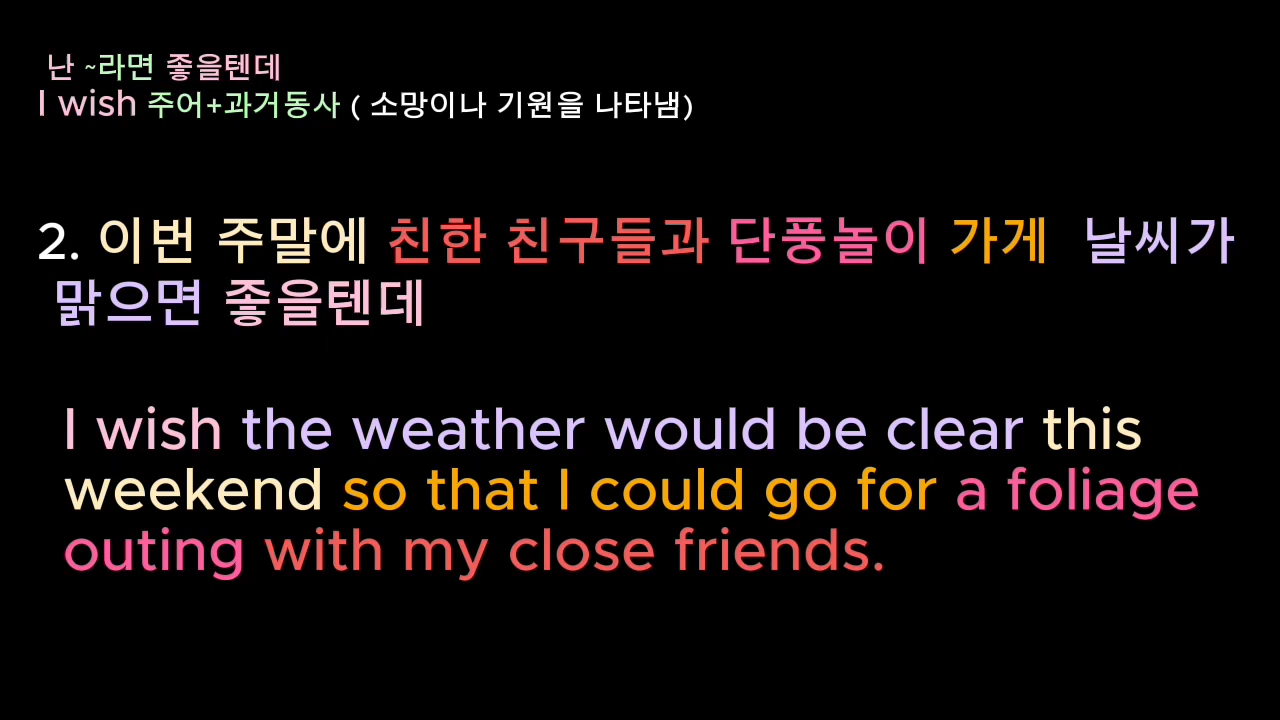 난 ~라면 좋을텐데
I wish 주어+과거동사 ( 소망이나 기원을 나타냄)
2. 이번 주말에 친한 친구들과 단풍놀이 가게 날씨가
맑으면 좋을텐데
I wish the weather would be clear this
weekend so that I could go for a foliage
outing with my close friends.